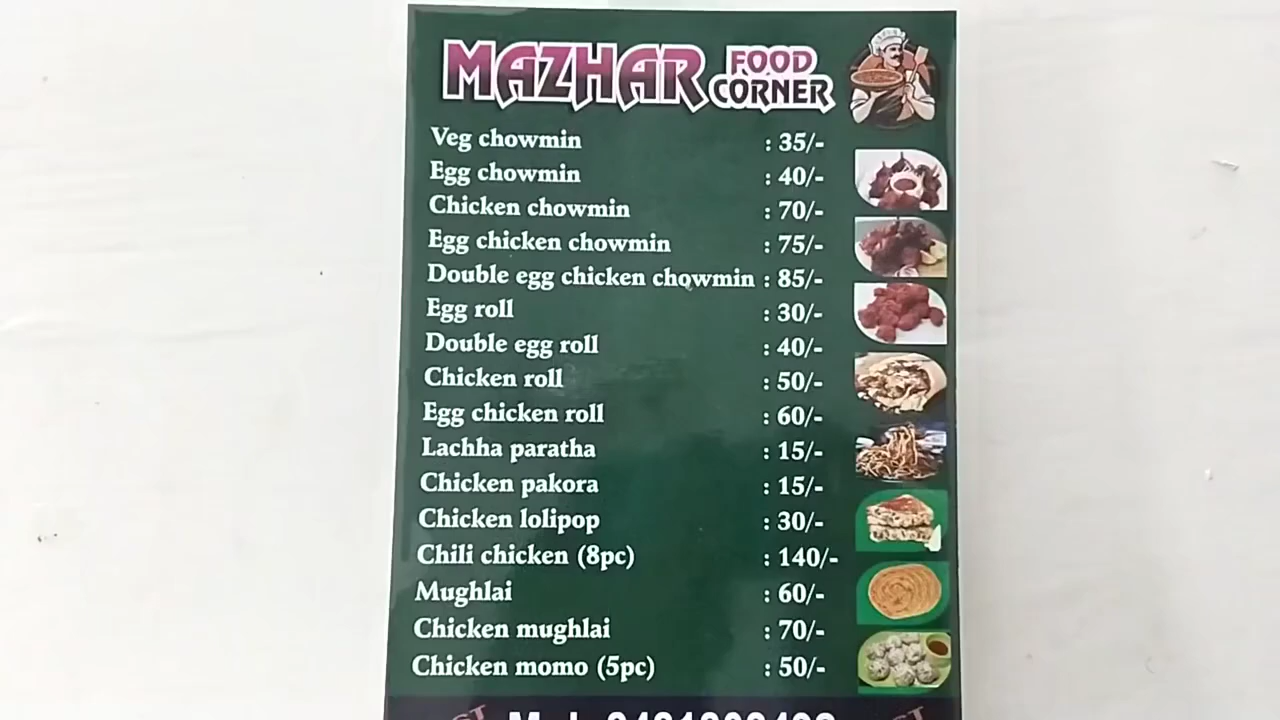 MAZHAR FOOD CORNER
Veg chowmin : 35/-
Egg chowmin : 40/-
Chicken chowmin : 70/-
Egg chicken chowmin : 75/-
Double egg chicken chowmin : 85/-
Egg roll : 30/-
Double egg roll : 40/-
Chicken roll : 50/-
Egg chicken roll : 60/-
Lachha paratha : 15/-
Chicken pakora : 15/-
Chicken lolipop : 30/-
Chili chicken (8pc) : 140/-
Mughlai : 60/-
Chicken mughlai : 70/-
Chicken momo (5pc) : 50/-